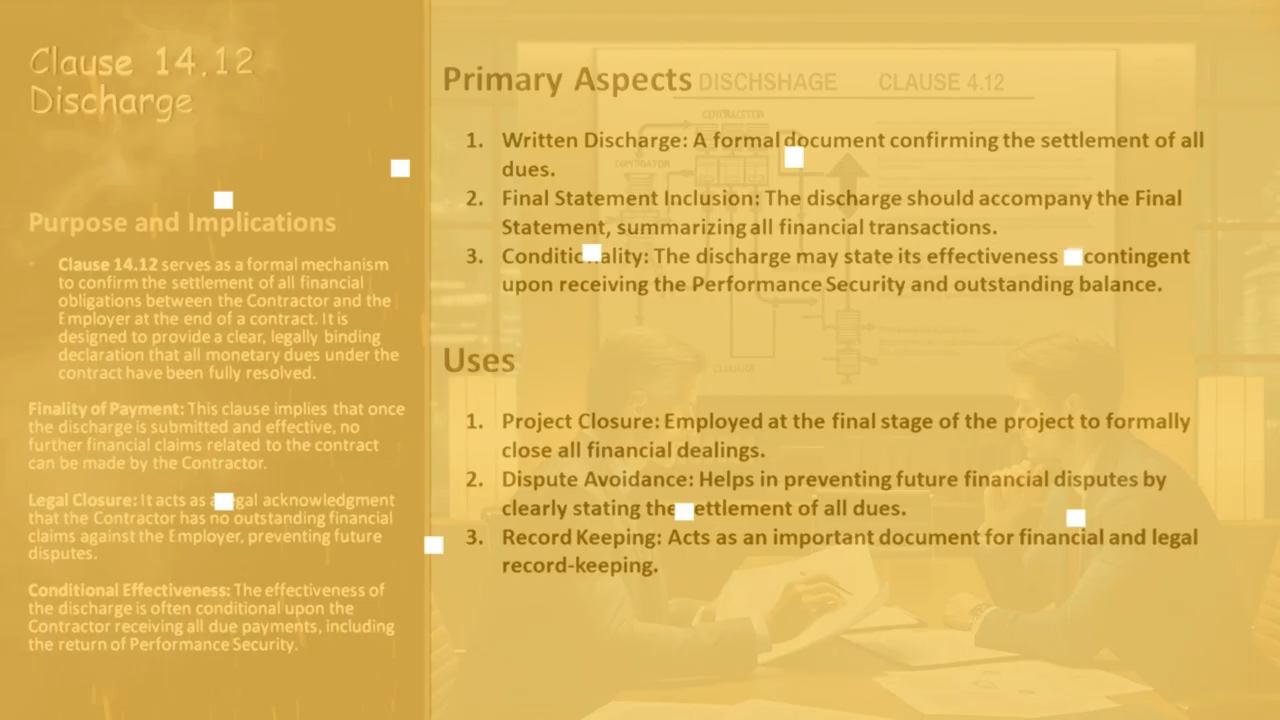 Clause 14.12
Discharge
Purpose and Implications
Clause 14.12 serves as a formal mechanism
to confirm the settlement of all financial
obligations between the Contractor and the
Employer at the end of a contract. It is
designed to provide a clear, legally binding
declaration that all monetary dues under the
contract have been fully resolved.
Finality of Payment: This clause implies that once
the discharge is submitted and effective, no
further financial claims related to the contract
can be made by the Contractor.
Legal Closure: It acts as a legal acknowledgment
that the Contractor has no outstanding financial
claims against the Employer, preventing future
disputes.
Conditional Effectiveness: The effectiveness of
the discharge is often conditional upon the
Contractor receiving all due payments, including
the return of Performance Security.
Primary Aspects
DISCHSHAGE CLAUSE 4.12
1. Written Discharge: A formal document confirming the settlement of all
dues.
2. Final Statement Inclusion: The discharge should accompany the Final
Statement, summarizing all financial transactions.
3. Conditionality: The discharge may state its effectiveness contingent
upon receiving the Performance Security and outstanding balance.
Uses
1. Project Closure: Employed at the final stage of the project to formally
close all financial dealings.
2. Dispute Avoidance: Helps in preventing future financial disputes by
clearly stating the settlement of all dues.
3. Record Keeping: Acts as an important document for financial and legal
record-keeping.